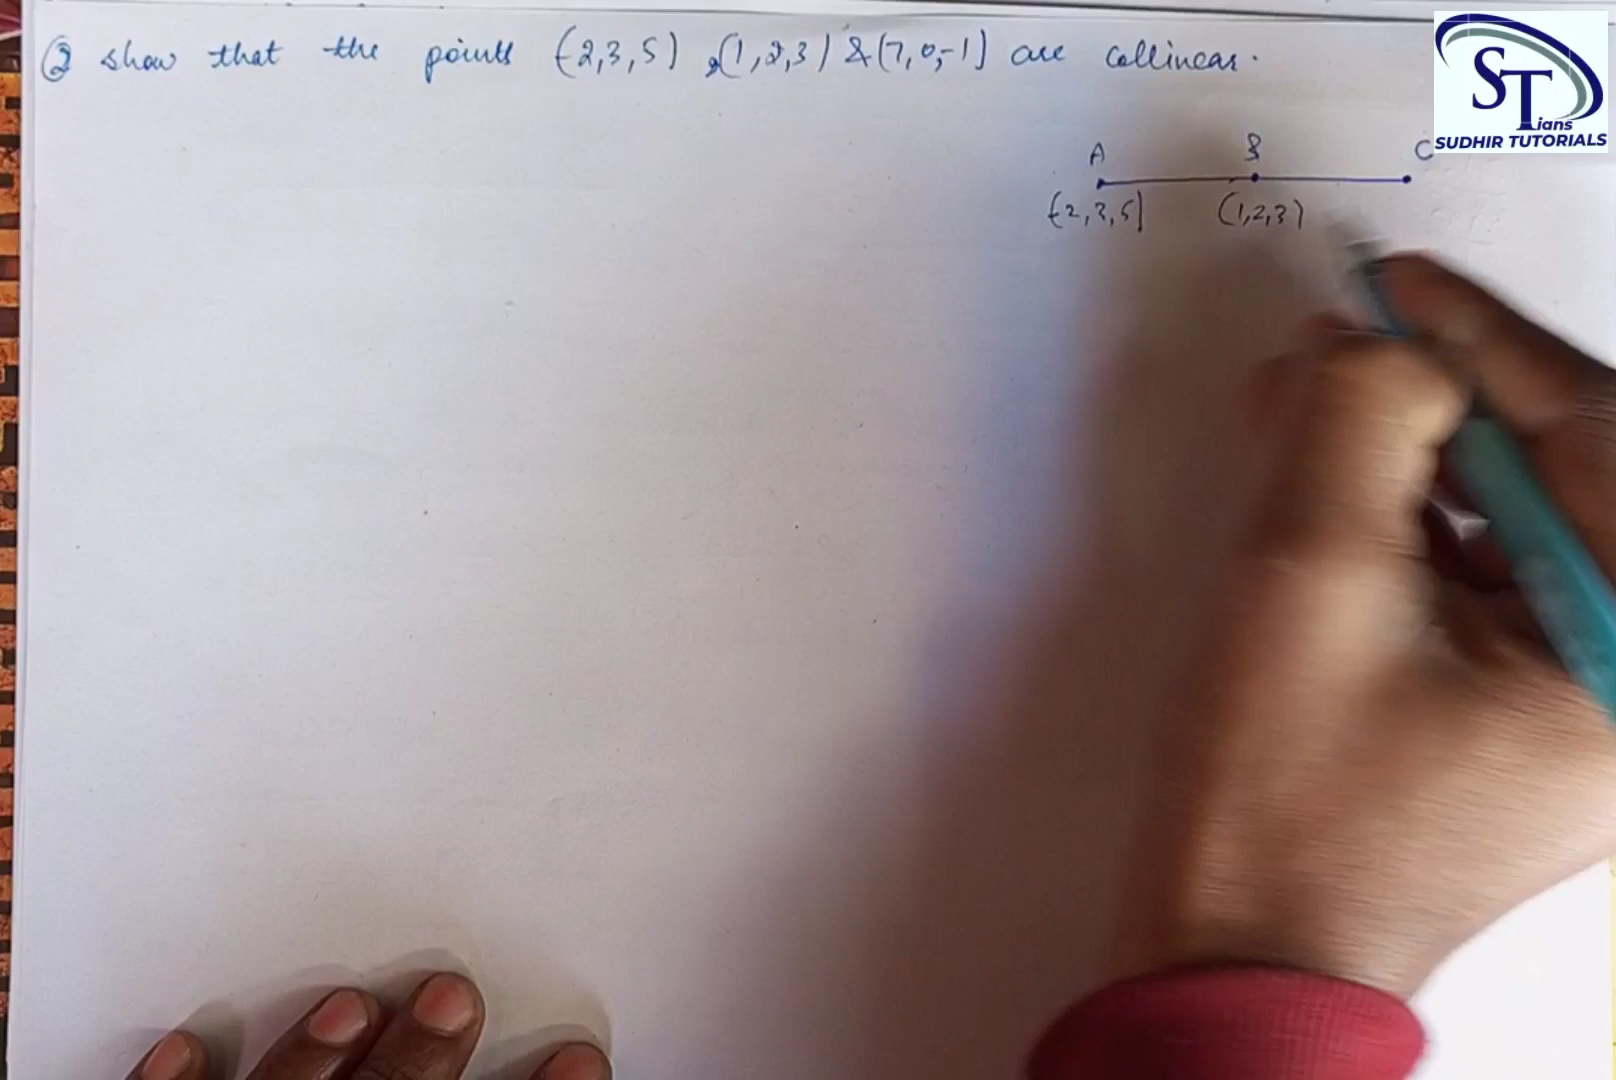 ② show that the points (-2,3,5) , (1,2,3) & (7,0,-1) are collinear.
A B C
(-2,3,5) (1,2,3)
ST
ians
SUDHIR TUTORIALS